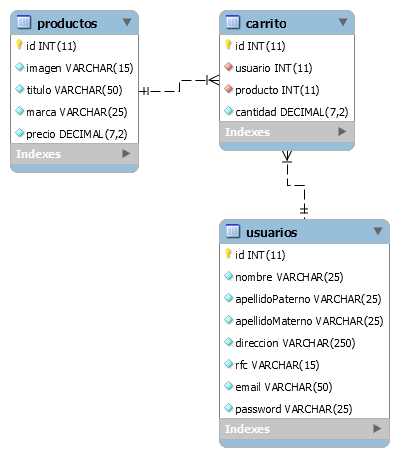 productos
id INT(11)
imagen VARCHAR(15)
titulo VARCHAR(50)
marca VARCHAR(25)
precio DECIMAL(7,2)
Indexes
carrito
id INT(11)
usuario INT(11)
producto INT(11)
cantidad DECIMAL(7,2)
Indexes
usuarios
id INT(11)
nombre VARCHAR(25)
apellidoPaterno VARCHAR(25)
apellidoMaterno VARCHAR(25)
direccion VARCHAR(250)
rfc VARCHAR(15)
email VARCHAR(50)
password VARCHAR(25)
Indexes